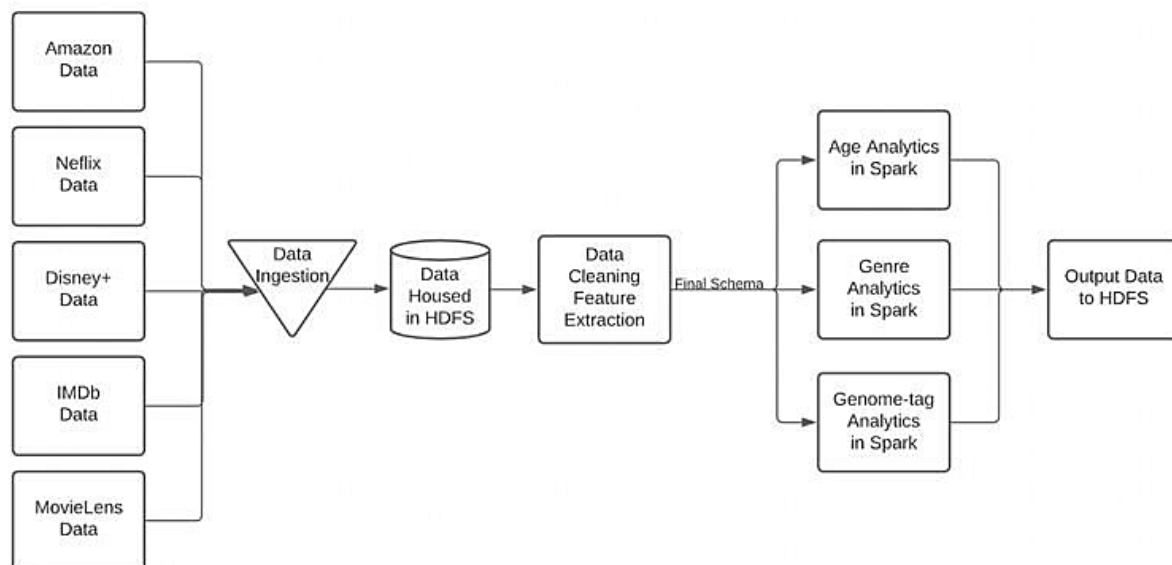 Amazon
Data
Neflix
Data
Disney+
Data
IMDb
Data
MovieLens
Data
Data
Ingestion
Data
Housed
in HDFS
Data
Cleaning
Feature
Extraction
Final Schema
Age Analytics
in Spark
Genre
Analytics
in Spark
Genome-tag
Analytics
in Spark
Output Data
to HDFS